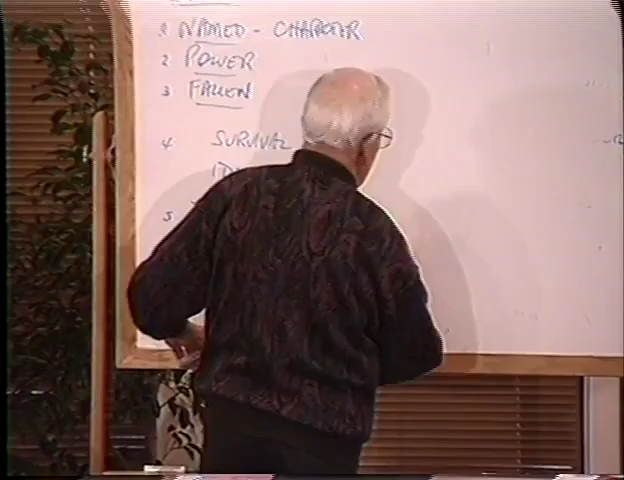 1 NAMED - CHARACTER
2 POWER
3 FALLEN
4 SURVIVAL
5